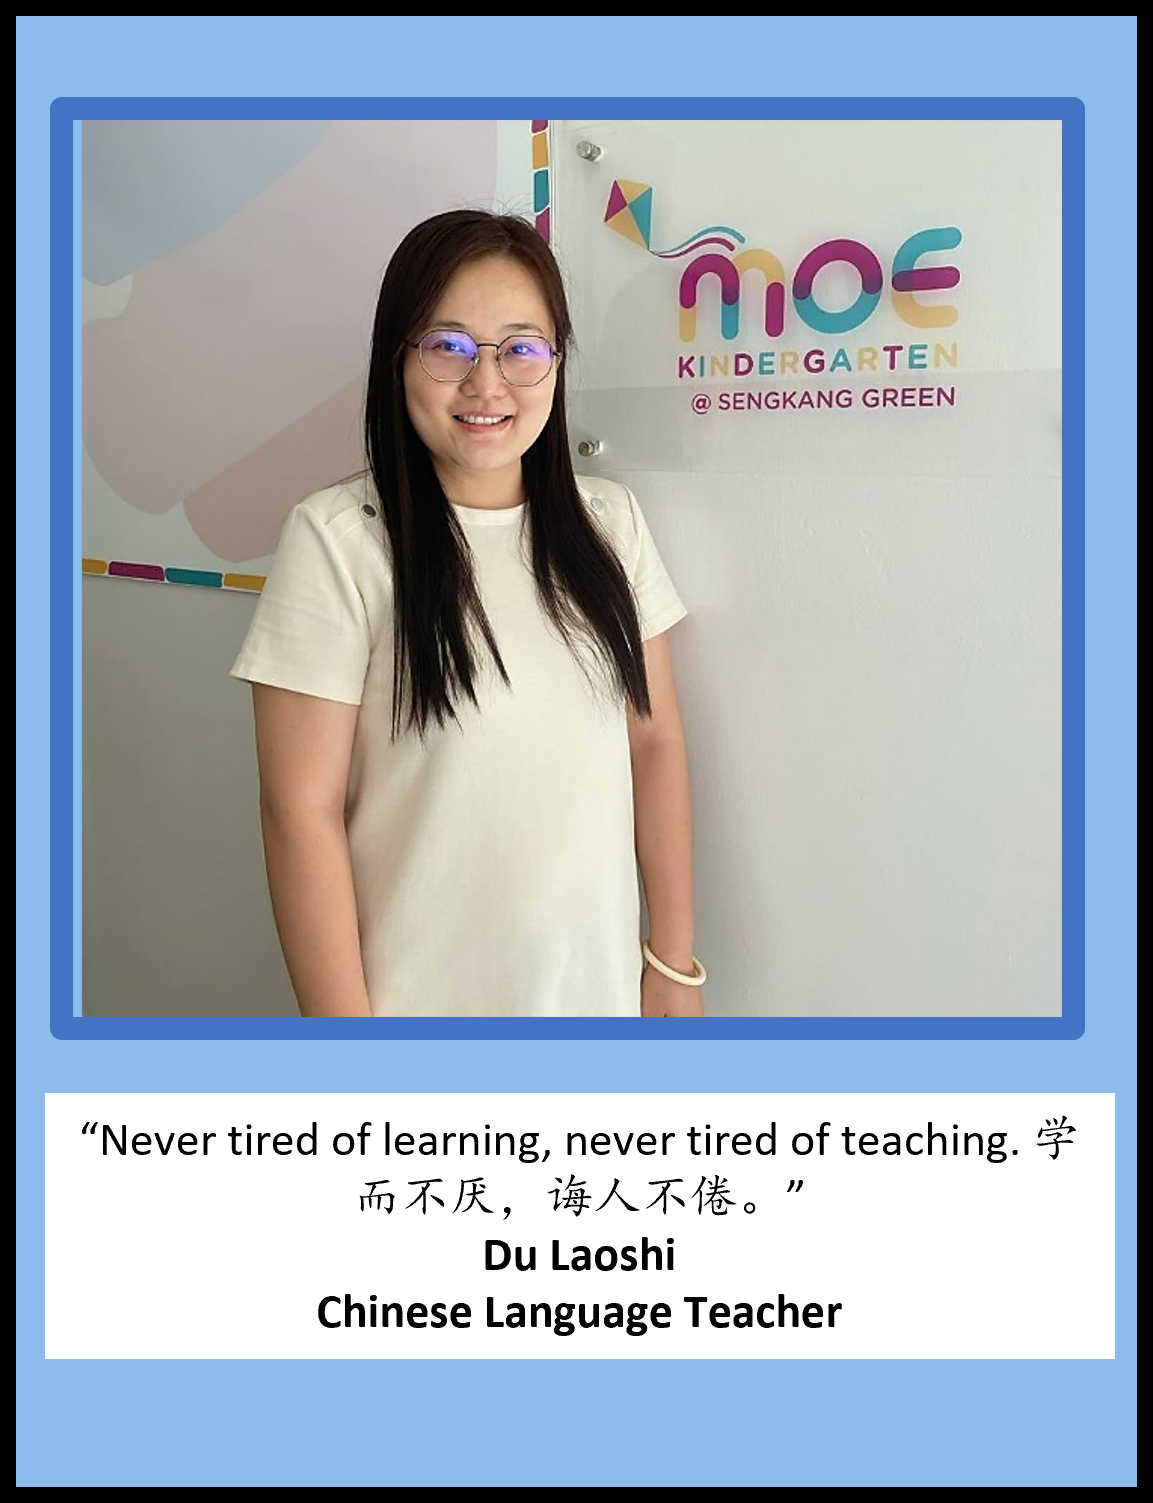 moe
KINDERGARTEN
@ SENGKANG GREEN
“Never tired of learning, never tired of teaching. 学
而不厌，诲人不倦。”
Du Laoshi
Chinese Language Teacher